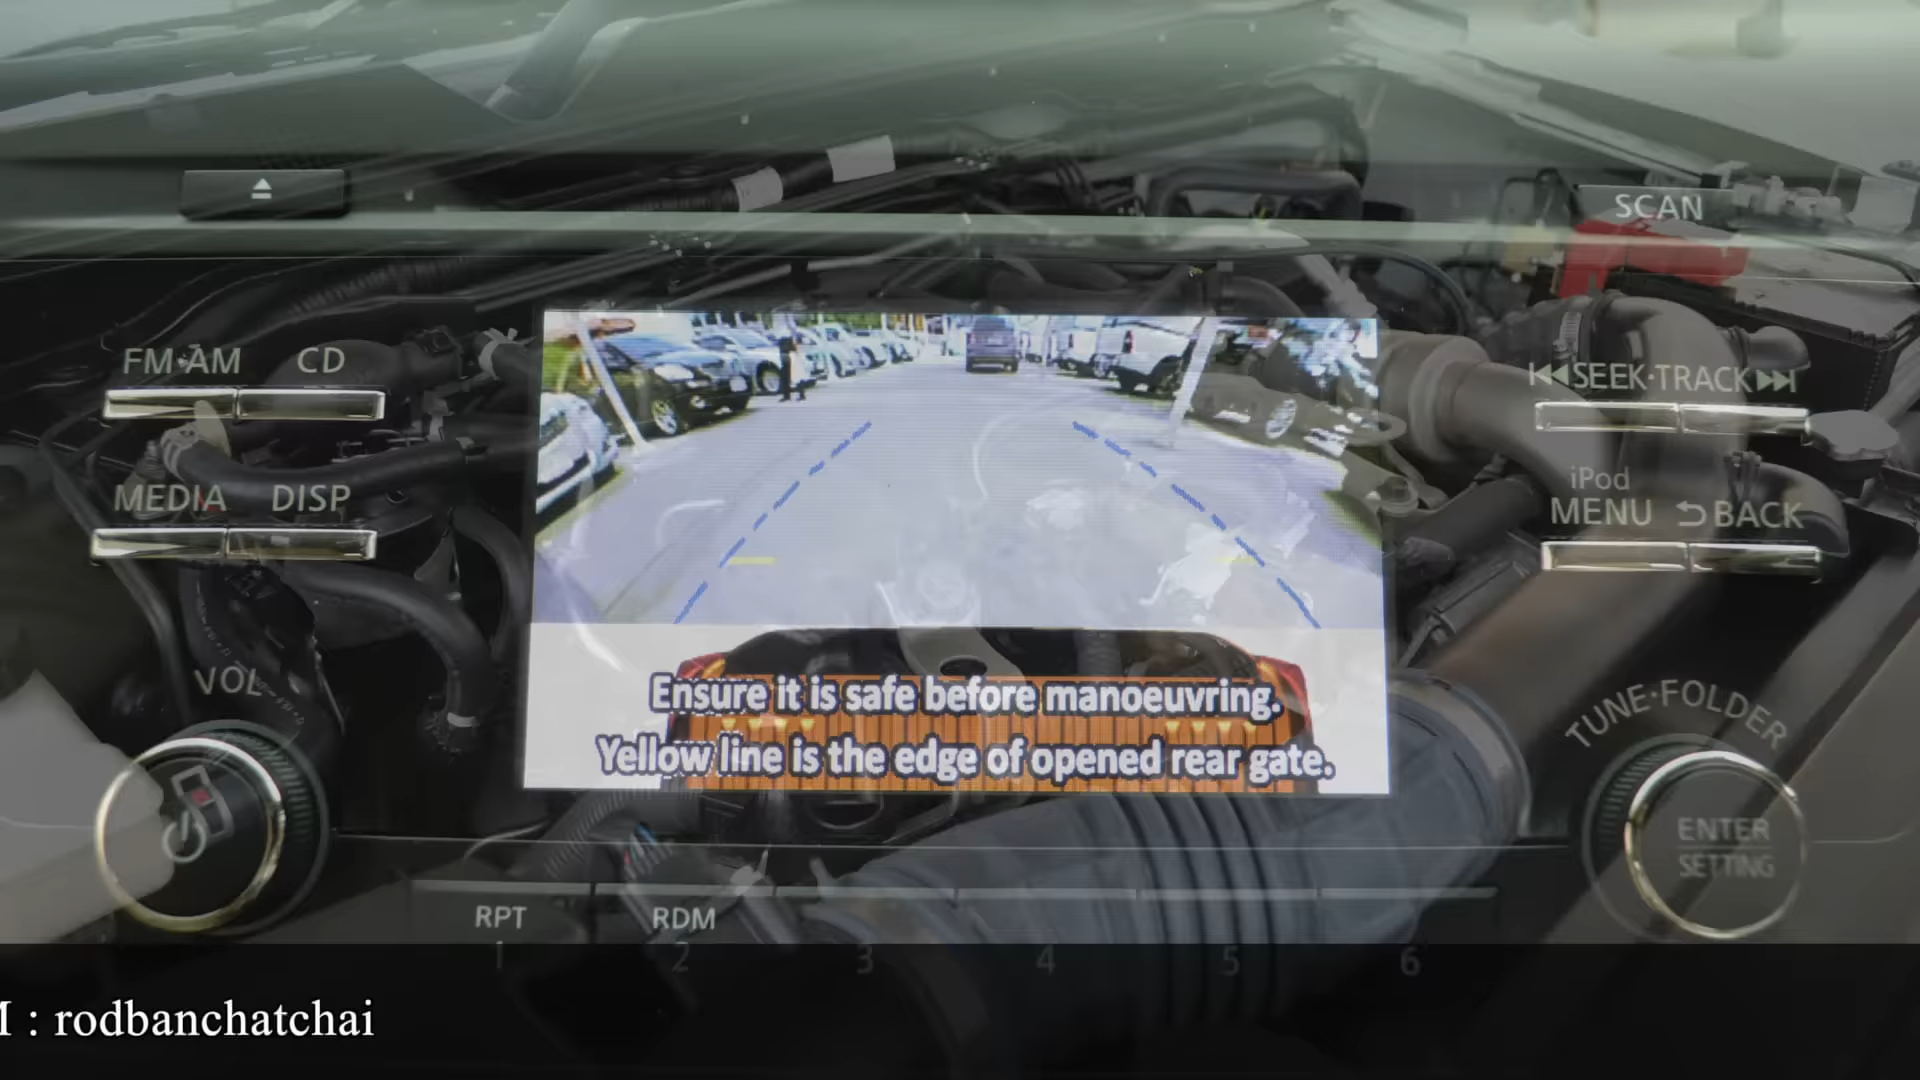 SCAN
FM·AM CD
SEEK·TRACK
MEDIA DISP
iPod
MENU BACK
VOL
TUNE·FOLDER
Ensure it is safe before manoeuvring.
Yellow line is the edge of opened rear gate.
ENTER
SETTING
RPT RDM
1 2 3 4 5 6
: rodbanchatchai